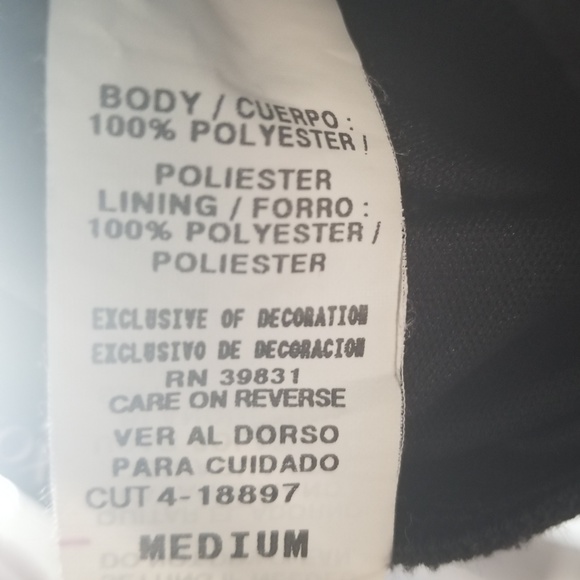 BODY / CUERPO :
100% POLYESTER /
POLIESTER
LINING / FORRO :
100% POLYESTER /
POLIESTER
EXCLUSIVE OF DECORATION
EXCLUSIVO DE DECORACION
RN 39831
CARE ON REVERSE
VER AL DORSO
PARA CUIDADO
CUT 4-18897
MEDIUM